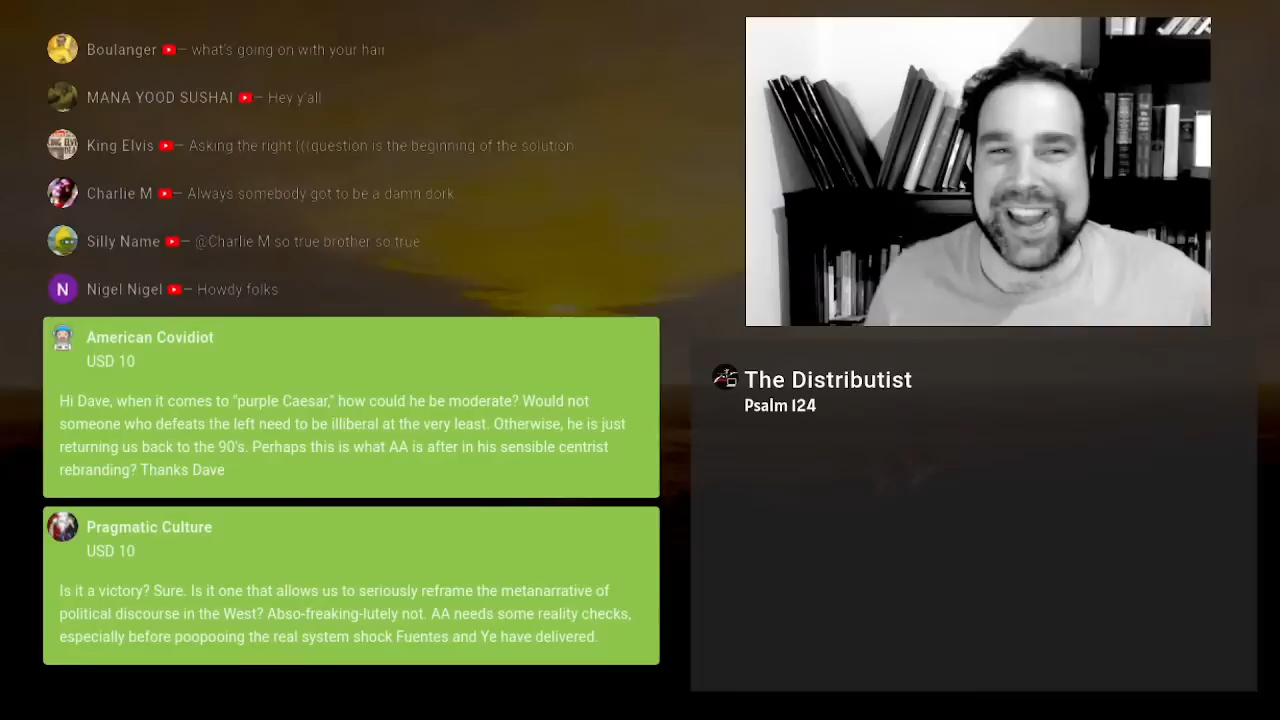 Boulanger — what's going on with your hair
MANA YOOD SUSHAI — Hey y'all
King Elvis — Asking the right (((question is the beginning of the solution
Charlie M — Always somebody got to be a damn dork
Silly Name — @Charlie M so true brother so true
N
Nigel Nigel — Howdy folks
American Covidiot
USD 10
Hi Dave, when it comes to "purple Caesar," how could he be moderate? Would not
someone who defeats the left need to be illiberal at the very least. Otherwise, he is just
returning us back to the 90's. Perhaps this is what AA is after in his sensible centrist
rebranding? Thanks Dave
Pragmatic Culture
USD 10
Is it a victory? Sure. Is it one that allows us to seriously reframe the metanarrative of
political discourse in the West? Abso-freaking-lutely not. AA needs some reality checks,
especially before poopooing the real system shock Fuentes and Ye have delivered.
The Distributist
Psalm 124